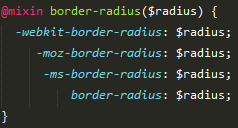 @mixin border-radius($radius) {
-webkit-border-radius: $radius;
-moz-border-radius: $radius;
-ms-border-radius: $radius;
border-radius: $radius;
}